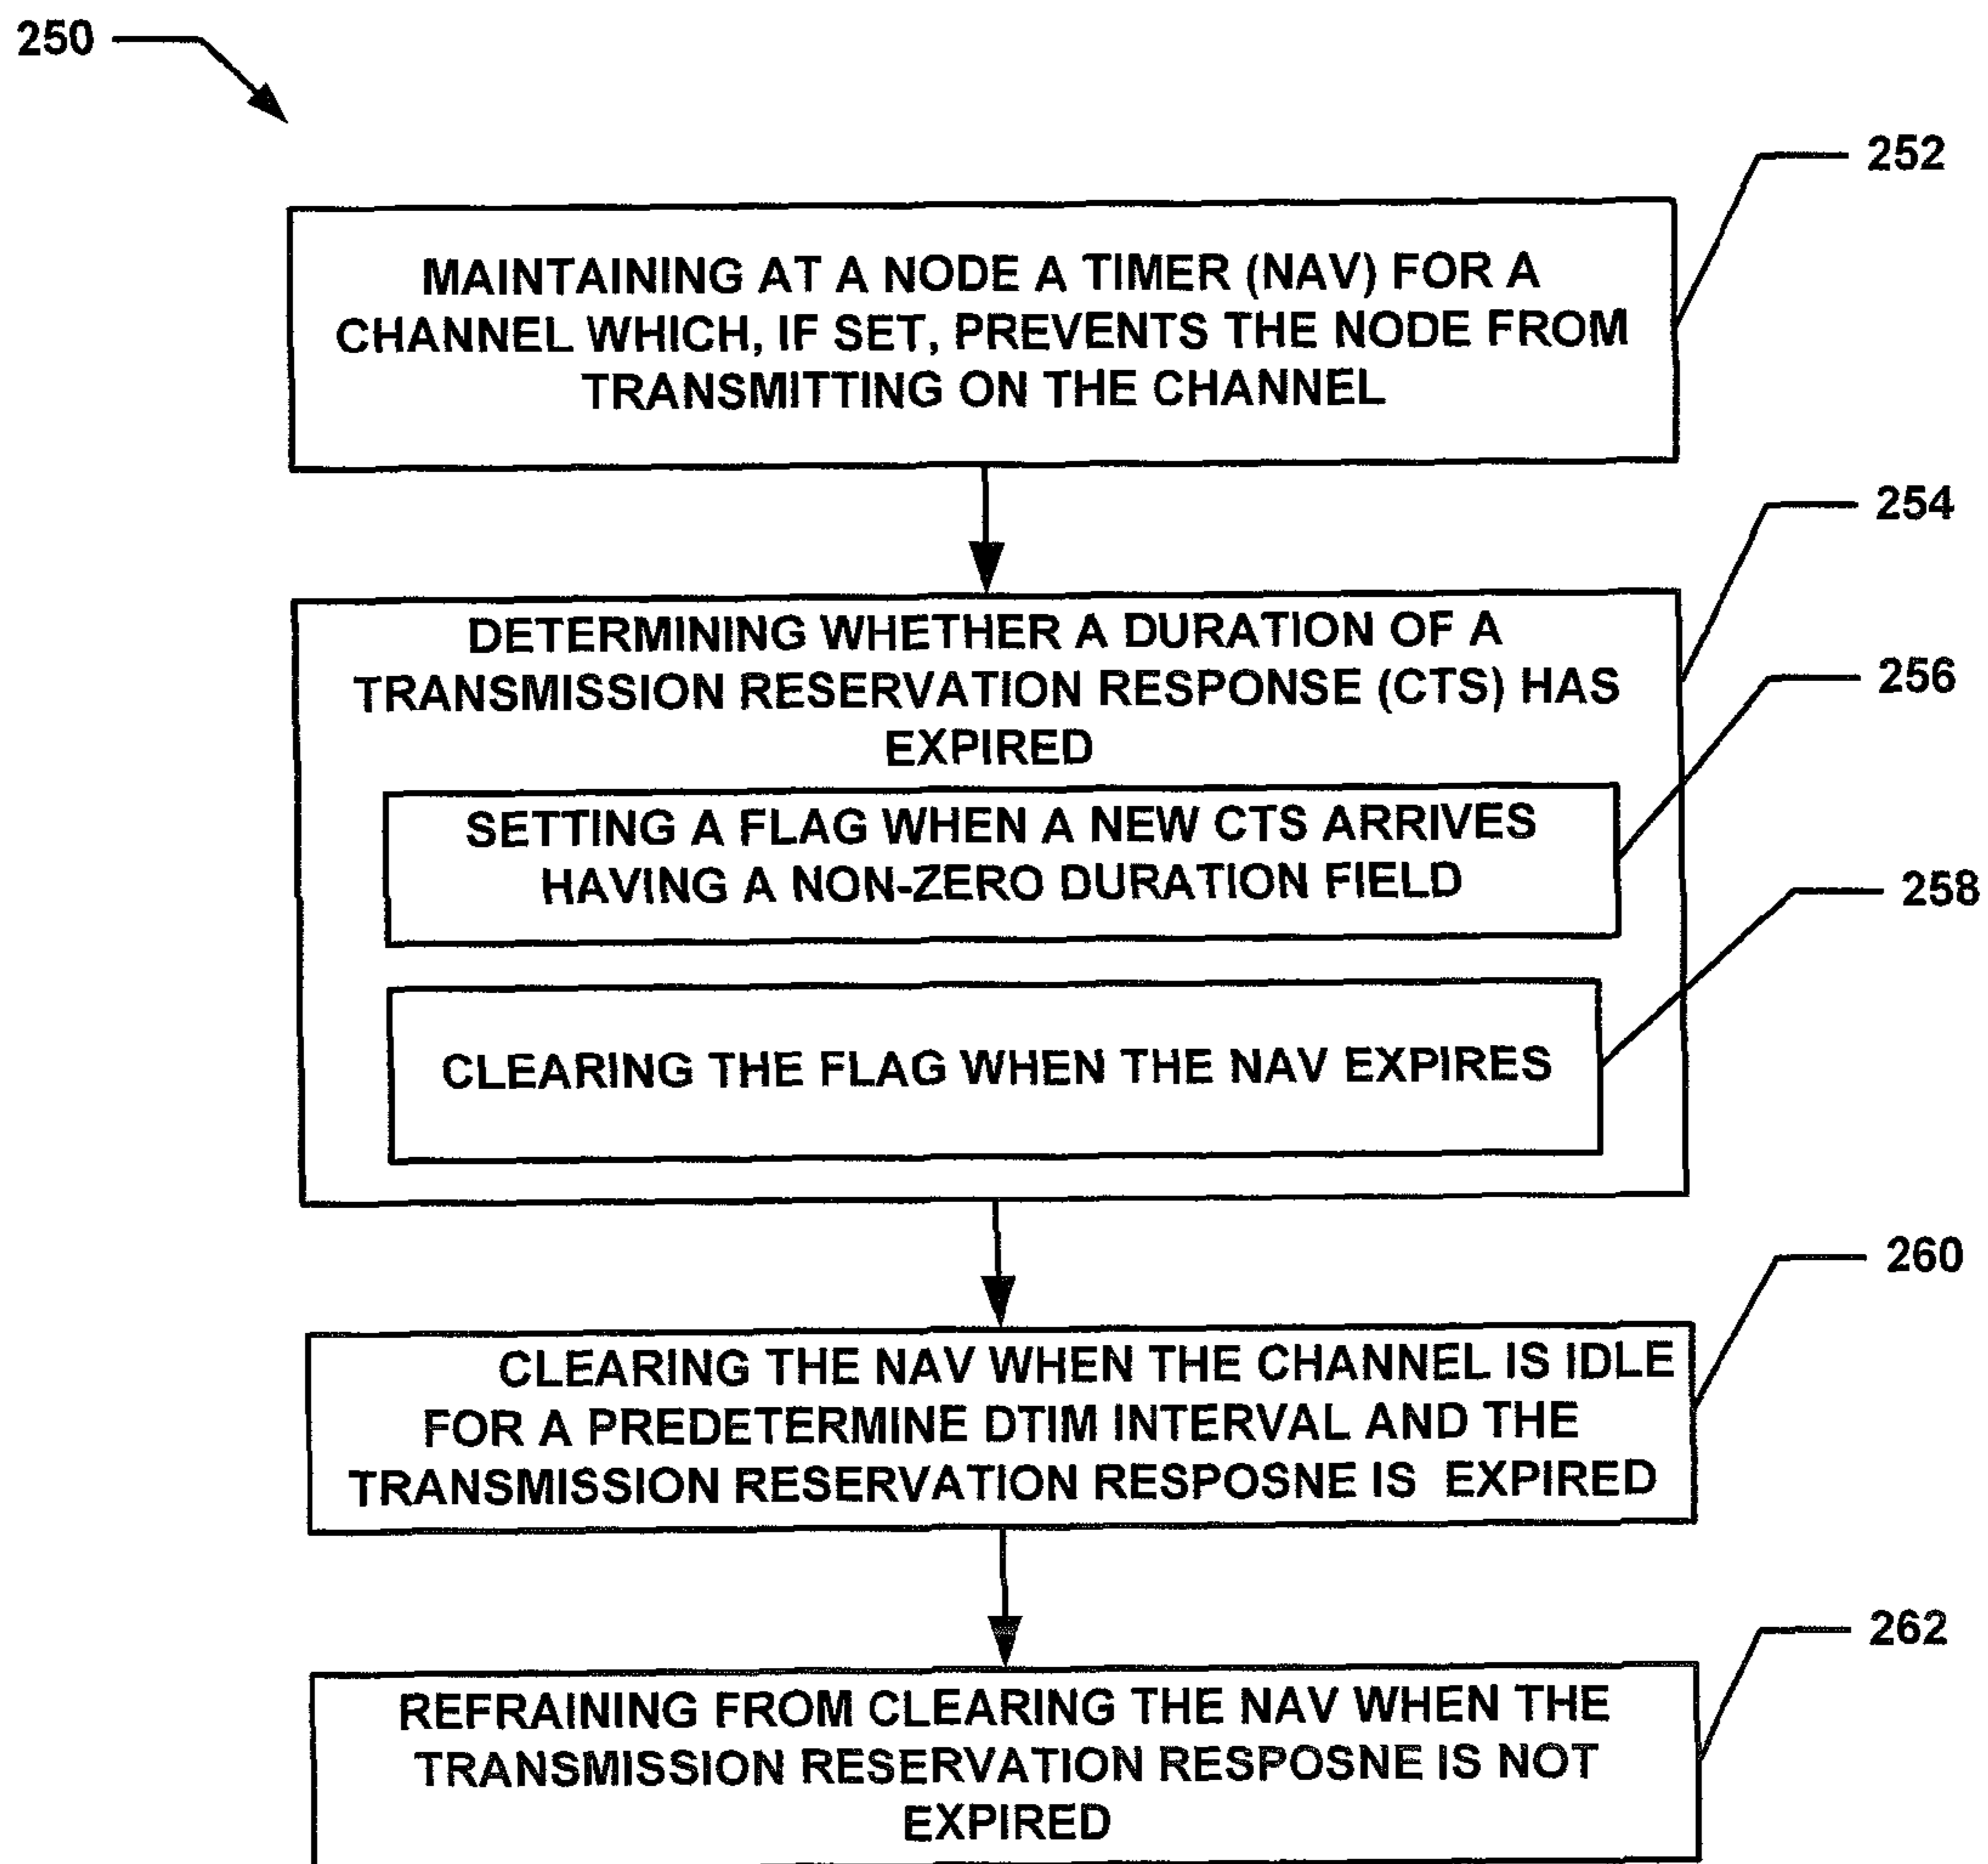 250
252
MAINTAINING AT A NODE A TIMER (NAV) FOR A
CHANNEL WHICH, IF SET, PREVENTS THE NODE FROM
TRANSMITTING ON THE CHANNEL
254
DETERMINING WHETHER A DURATION OF A
TRANSMISSION RESERVATION RESPONSE (CTS) HAS
EXPIRED
256
SETTING A FLAG WHEN A NEW CTS ARRIVES
HAVING A NON-ZERO DURATION FIELD
258
CLEARING THE FLAG WHEN THE NAV EXPIRES
260
CLEARING THE NAV WHEN THE CHANNEL IS IDLE
FOR A PREDETERMINE DTIM INTERVAL AND THE
TRANSMISSION RESERVATION RESPOSNE IS EXPIRED
262
REFRAINING FROM CLEARING THE NAV WHEN THE
TRANSMISSION RESERVATION RESPOSNE IS NOT
EXPIRED